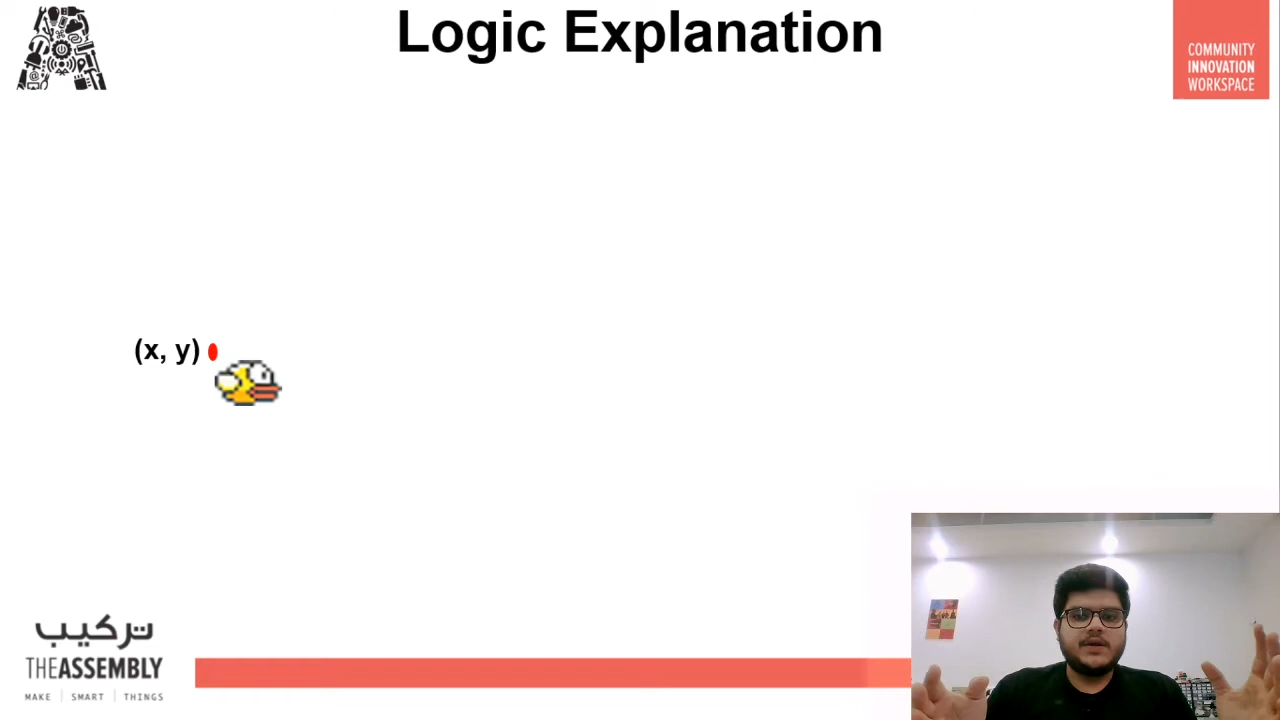 Logic Explanation
COMMUNITY
INNOVATION
WORKSPACE
(x, y)
تركيب
THEASSEMBLY
MAKE | SMART | THINGS